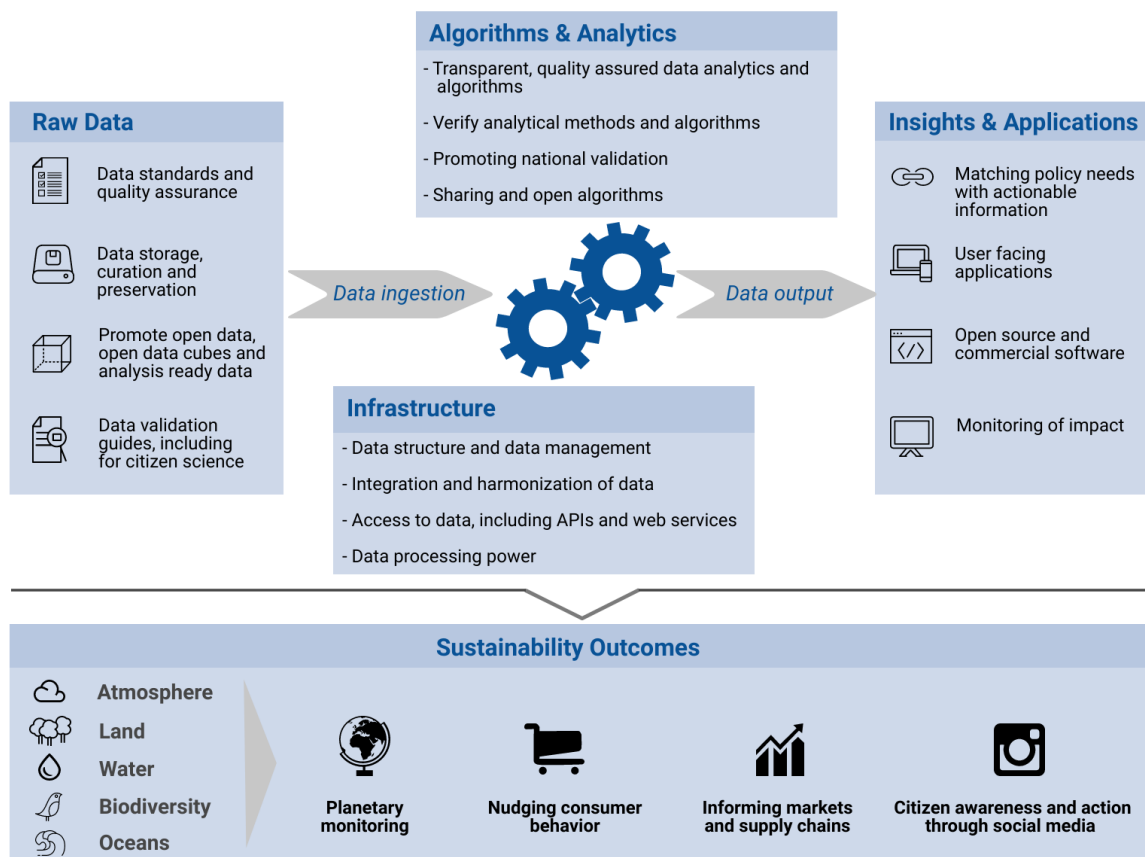 Algorithms & Analytics
- Transparent, quality assured data analytics and
algorithms
- Verify analytical methods and algorithms
- Promoting national validation
- Sharing and open algorithms
Raw Data
Data standards and
quality assurance
Data storage,
curation and
preservation
Promote open data,
open data cubes and
analysis ready data
Data validation
guides, including
for citizen science
Data ingestion
Data output
Insights & Applications
Matching policy needs
with actionable
information
User facing
applications
Open source and
commercial software
Monitoring of impact
Infrastructure
- Data structure and data management
- Integration and harmonization of data
- Access to data, including APIs and web services
- Data processing power
Sustainability Outcomes
Atmosphere
Land
Water
Biodiversity
Oceans
Planetary
monitoring
Nudging consumer
behavior
Informing markets
and supply chains
Citizen awareness and action
through social media